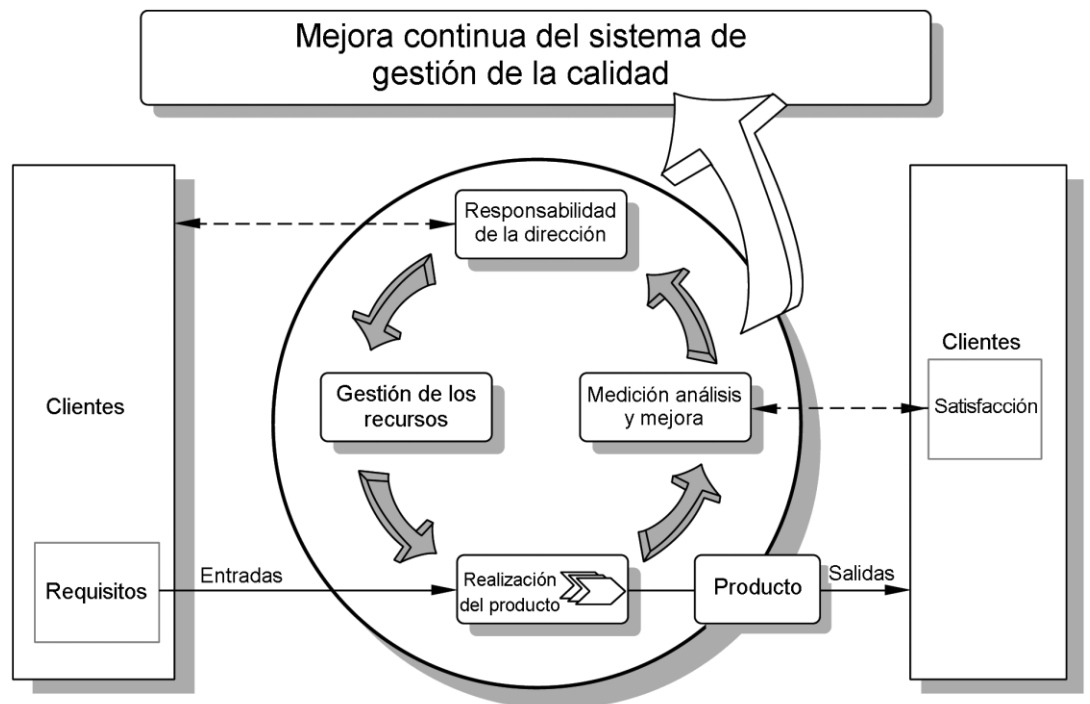 Mejora continua del sistema de
gestión de la calidad
Responsabilidad
de la dirección
Clientes
Gestión de los
recursos
Medición análisis
y mejora
Clientes
Satisfacción
Requisitos
Entradas
Realización
del producto
Producto
Salidas